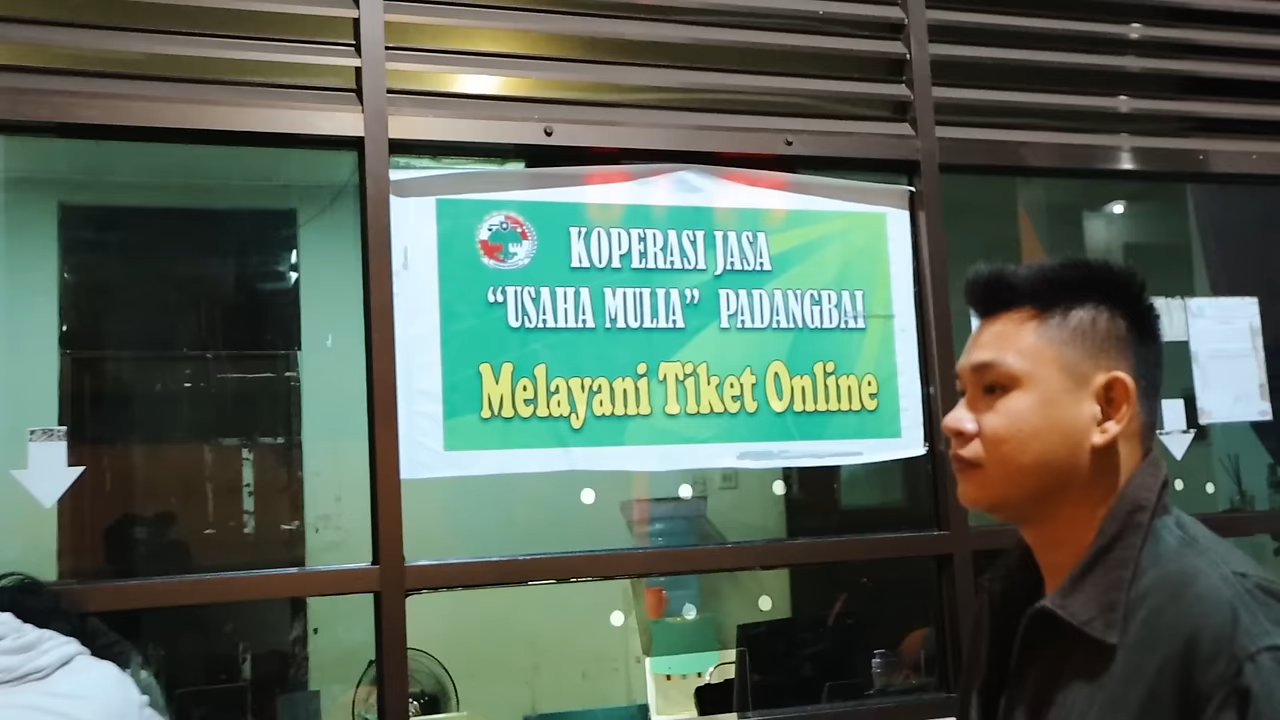 KOPERASI JASA
“USAHA MULIA” PADANGBAI
Melayani Tiket Online